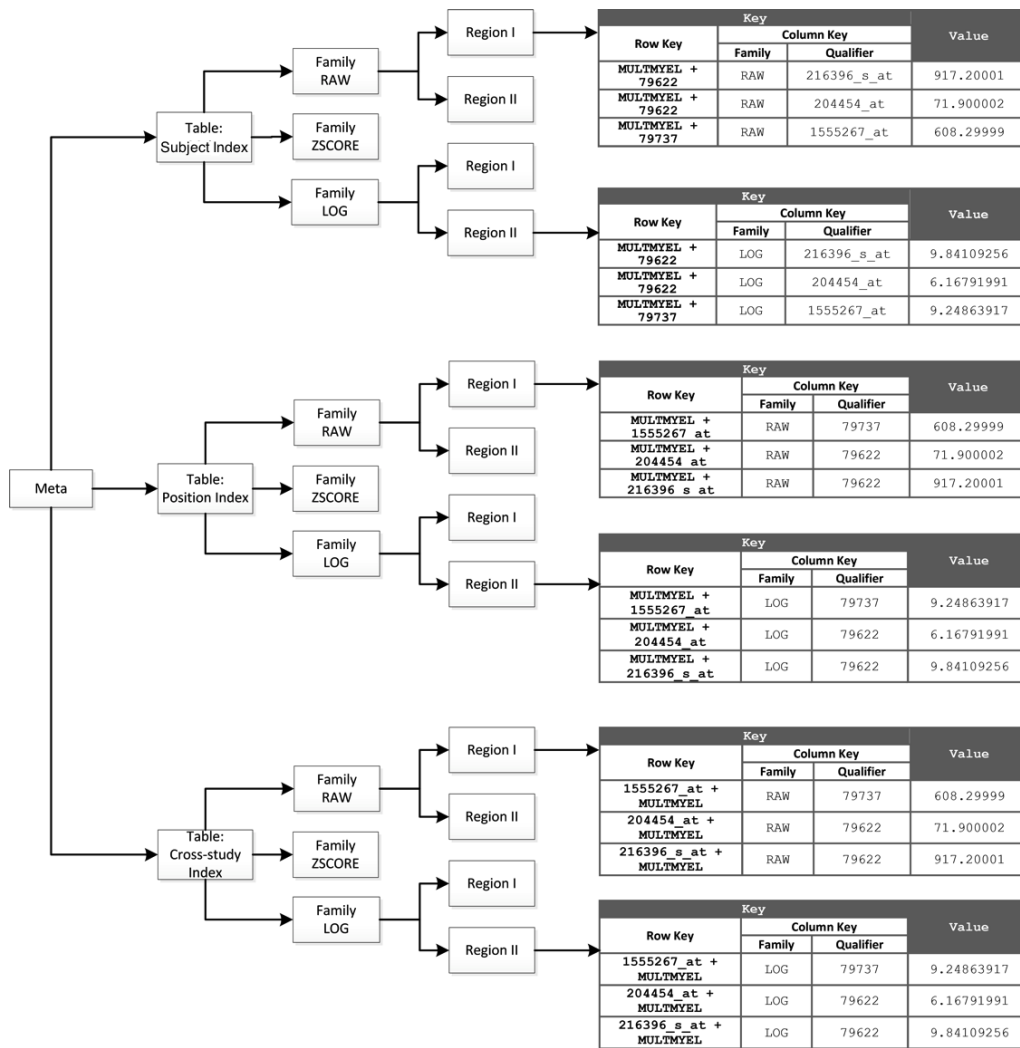 Meta
Table:
Subject Index
Family
RAW
Family
ZSCORE
Family
LOG
Region I
Region II
Region I
Region II
Key
Value
Row Key
Column Key
Family
Qualifier
MULTMYEL +
79622
RAW
216396_s_at
917.20001
MULTMYEL +
79622
RAW
204454_at
71.900002
MULTMYEL +
79737
RAW
1555267_at
608.29999
Key
Value
Row Key
Column Key
Family
Qualifier
MULTMYEL +
79622
LOG
216396_s_at
9.84109256
MULTMYEL +
79622
LOG
204454_at
6.16791991
MULTMYEL +
79737
LOG
1555267_at
9.24863917
Table:
Position Index
Family
RAW
Family
ZSCORE
Family
LOG
Region I
Region II
Region I
Region II
Key
Value
Row Key
Column Key
Family
Qualifier
MULTMYEL +
1555267_at
RAW
79737
608.29999
MULTMYEL +
204454_at
RAW
79622
71.900002
MULTMYEL +
216396_s_at
RAW
79622
917.20001
Key
Value
Row Key
Column Key
Family
Qualifier
MULTMYEL +
1555267_at
LOG
79737
9.24863917
MULTMYEL +
204454_at
LOG
79622
6.16791991
MULTMYEL +
216396_s_at
LOG
79622
9.84109256
Table:
Cross-study
Index
Family
RAW
Family
ZSCORE
Family
LOG
Region I
Region II
Region I
Region II
Key
Value
Row Key
Column Key
Family
Qualifier
1555267_at +
MULTMYEL
RAW
79737
608.29999
204454_at +
MULTMYEL
RAW
79622
71.900002
216396_s_at +
MULTMYEL
RAW
79622
917.20001
Key
Value
Row Key
Column Key
Family
Qualifier
1555267_at +
MULTMYEL
LOG
79737
9.24863917
204454_at +
MULTMYEL
LOG
79622
6.16791991
216396_s_at +
MULTMYEL
LOG
79622
9.84109256